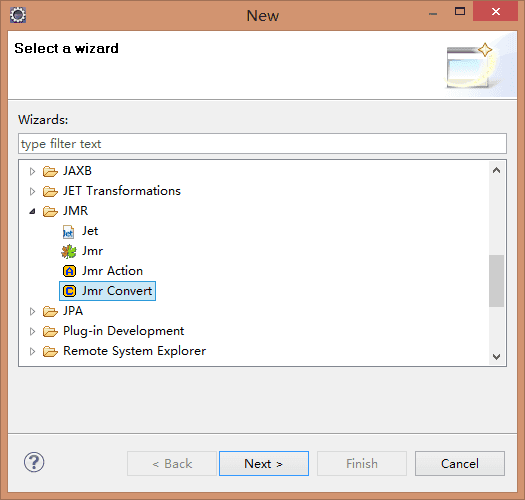 New
Select a wizard
Wizards:
type filter text
JAXB
JET Transformations
JMR
Jet
Jmr
Jmr Action
Jmr Convert
JPA
Plug-in Development
Remote System Explorer
< Back Next > Finish Cancel